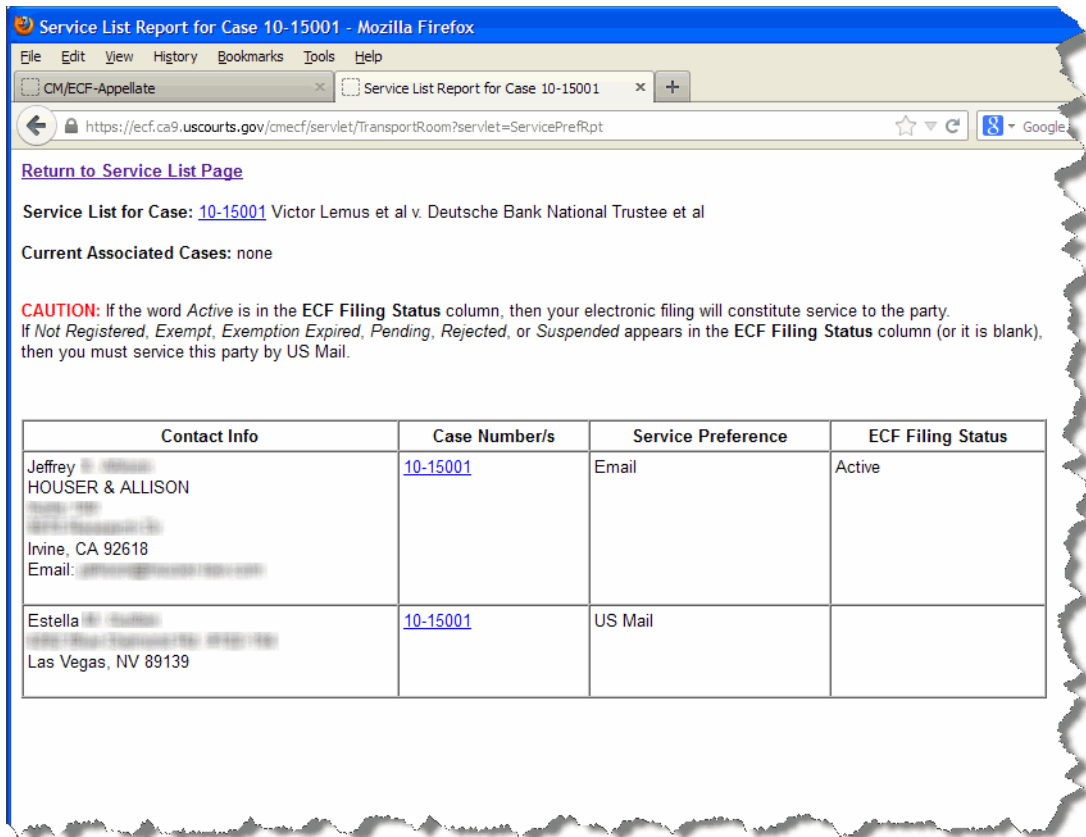 Service List Report for Case 10-15001 - Mozilla Firefox
File Edit View History Bookmarks Tools Help
CM/ECF-Appellate × Service List Report for Case 10-15001 × +
https://ecf.ca9.uscourts.gov/cmecf/servlet/TransportRoom?servlet=ServicePrefRpt 8 Google
Return to Service List Page
Service List for Case: 10-15001 Victor Lemus et al v. Deutsche Bank National Trustee et al
Current Associated Cases: none
CAUTION: If the word Active is in the ECF Filing Status column, then your electronic filing will constitute service to the party.
If Not Registered, Exempt, Exemption Expired, Pending, Rejected, or Suspended appears in the ECF Filing Status column (or it is blank),
then you must service this party by US Mail.
Contact Info Case Number/s Service Preference ECF Filing Status
Jeffrey 10-15001 Email Active
HOUSER & ALLISON
Irvine, CA 92618
Email:
Estella 10-15001 US Mail
Las Vegas, NV 89139